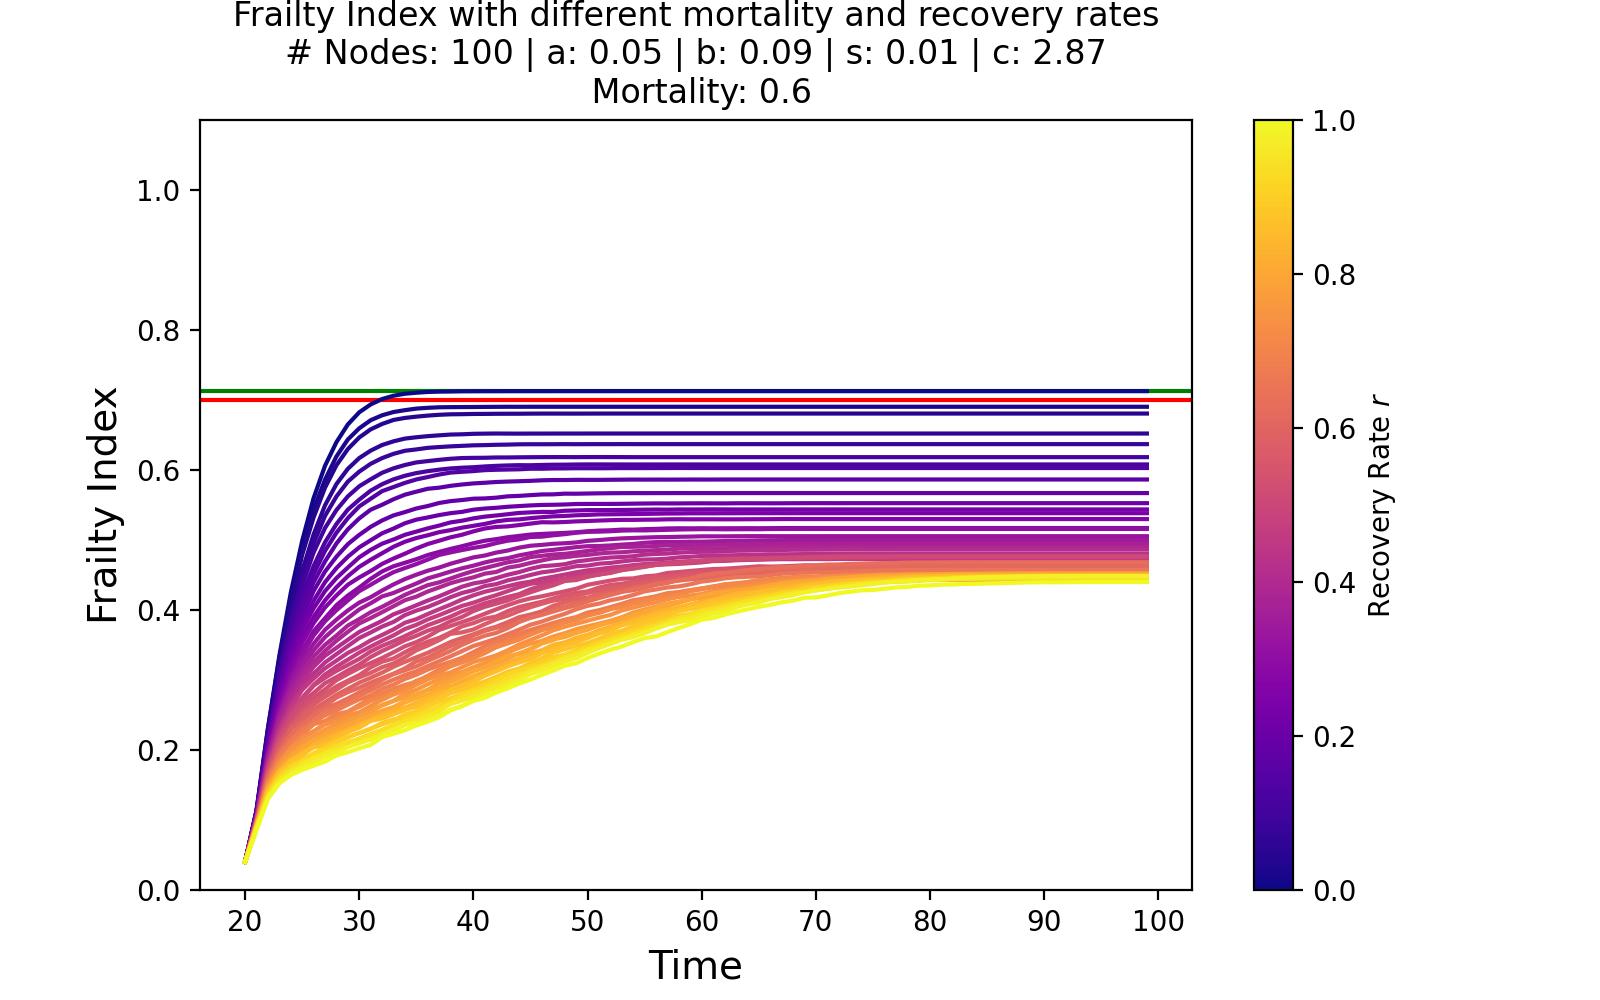 Frailty Index with different mortality and recovery rates
# Nodes: 100 | a: 0.05 | b: 0.09 | s: 0.01 | c: 2.87
Mortality: 0.6
1.0
0.8
0.6
0.4
0.2
0.0
Frailty Index
20 30 40 50 60 70 80 90 100
Time
1.0
0.8
0.6
0.4
0.2
0.0
Recovery Rate r